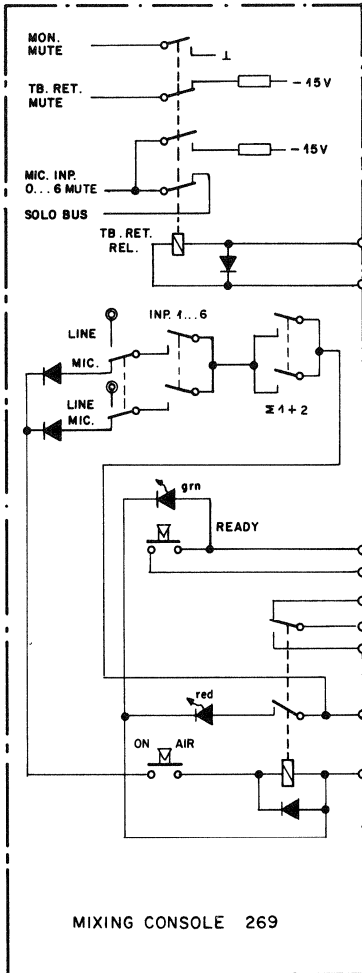 MON.
MUTE
⊥
TB. RET.
MUTE
-15V
-15V
MIC. INP.
0...6 MUTE
SOLO BUS
TB. RET.
REL.
INP. 1...6
LINE
MIC.
LINE
MIC.
Σ 1+2
grn
READY
red
ON AIR
MIXING CONSOLE 269